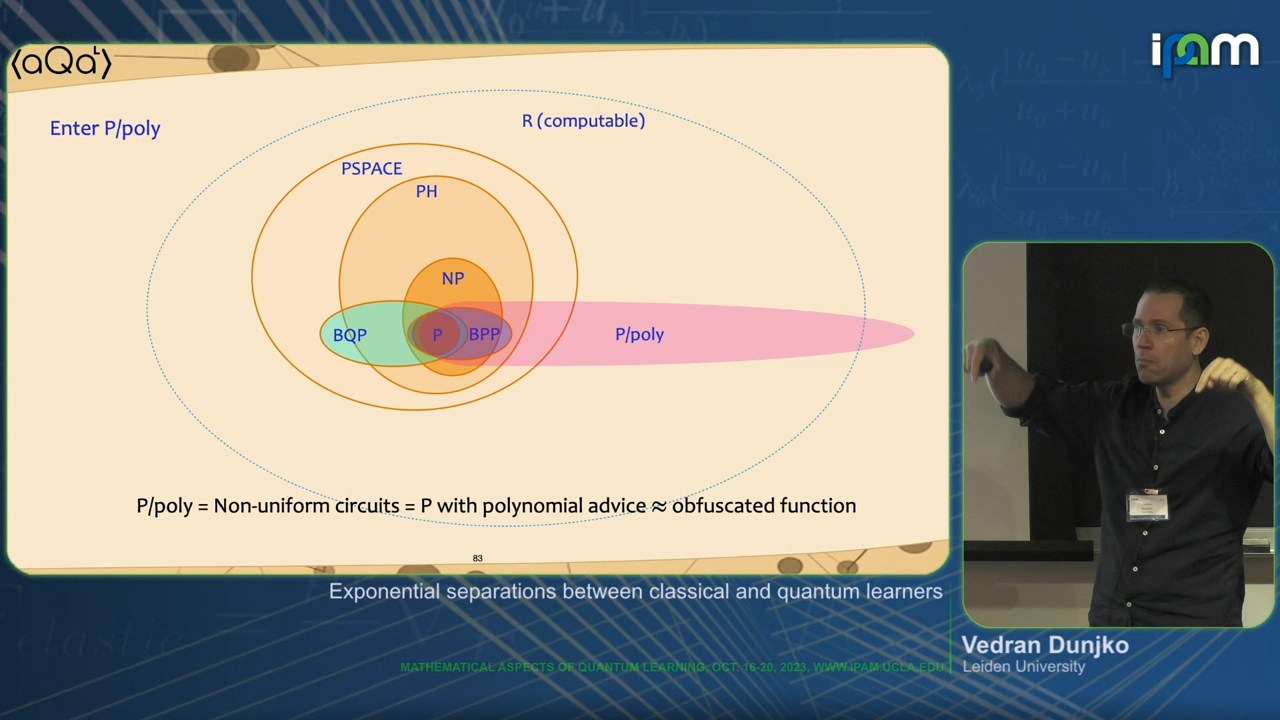 ⟨aQaᴸ⟩
ipam
Enter P/poly
R (computable)
PSPACE
PH
NP
BQP
P
BPP
P/poly
P/poly = Non-uniform circuits = P with polynomial advice ≈ obfuscated function
83
Exponential separations between classical and quantum learners
Vedran Dunjko
Leiden University
MATHEMATICAL ASPECTS OF QUANTUM LEARNING, OCT. 16-20, 2023, WWW.IPAM.UCLA.EDU